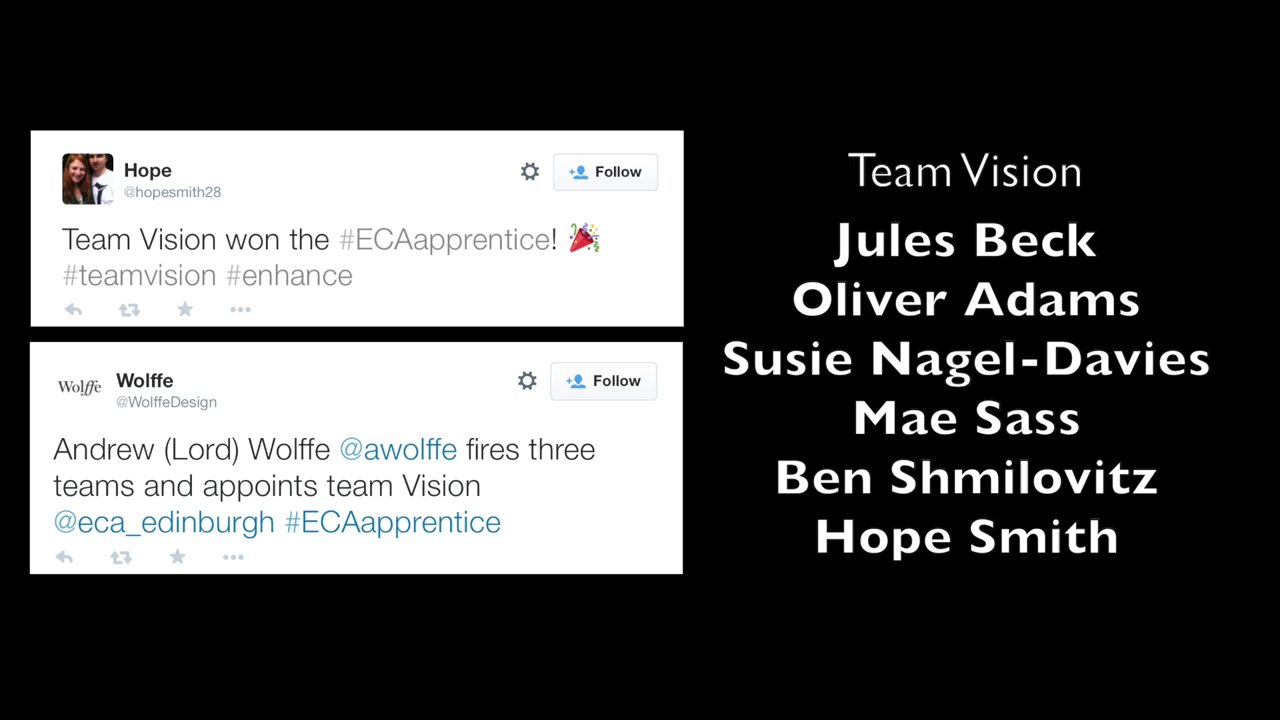 Hope
@hopesmith28
Follow
Team Vision won the #ECAapprentice! 🎉
#teamvision #enhance
Wolffe
Wolffe
@WolffeDesign
Follow
Andrew (Lord) Wolffe @awolffe fires three
teams and appoints team Vision
@eca_edinburgh #ECAapprentice
Team Vision
Jules Beck
Oliver Adams
Susie Nagel-Davies
Mae Sass
Ben Shmilovitz
Hope Smith